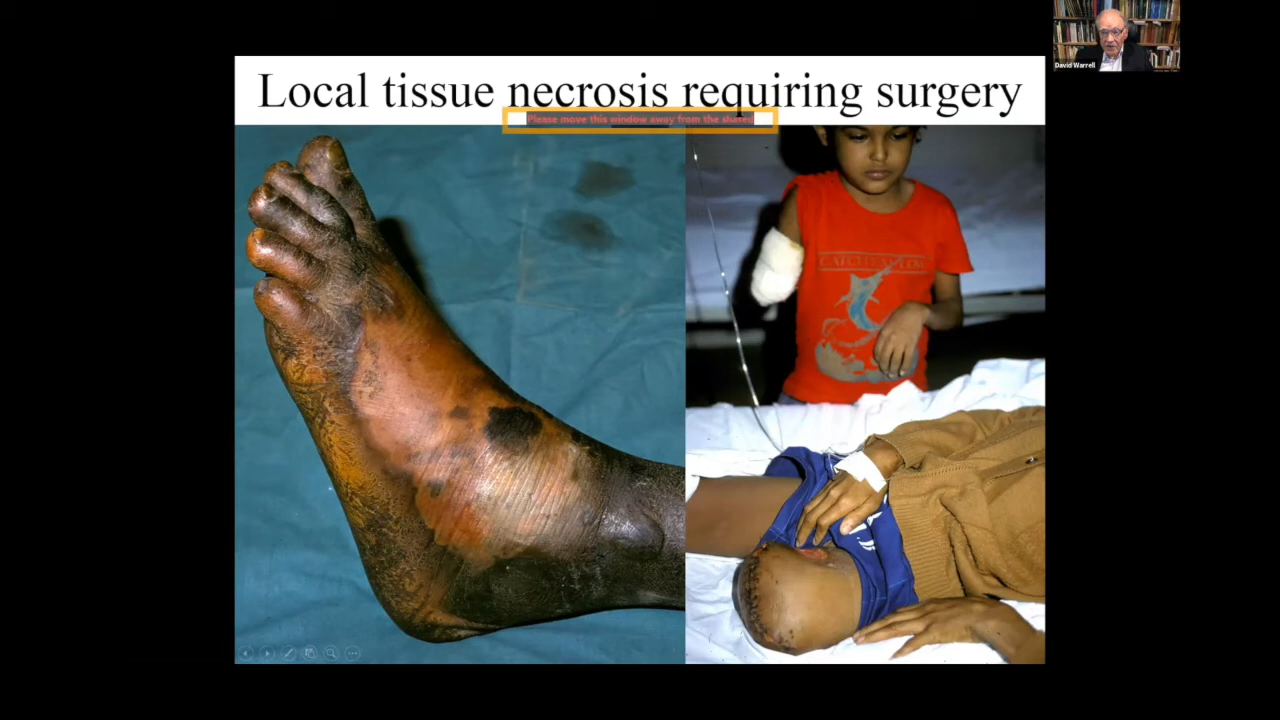 David Warrell
Local tissue necrosis requiring surgery
Please move this window away from the shared